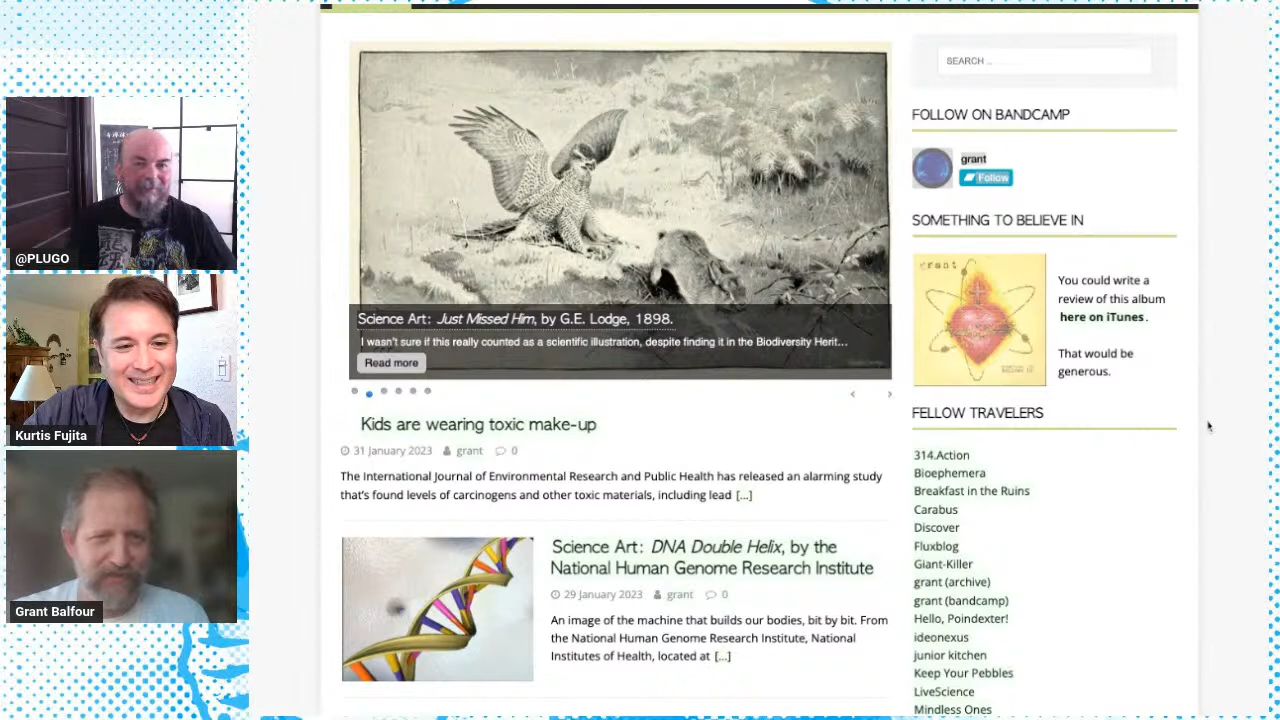 @PLUGO
Kurtis Fujita
Grant Balfour
Science Art: Just Missed Him, by G.E. Lodge, 1898.
I wasn't sure if this really counted as a scientific illustration, despite finding it in the Biodiversity Herit...
Read more
Kids are wearing toxic make-up
31 January 2023 grant 0
The International Journal of Environmental Research and Public Health has released an alarming study
that's found levels of carcinogens and other toxic materials, including lead [...]
Science Art: DNA Double Helix, by the
National Human Genome Research Institute
29 January 2023 grant 0
An image of the machine that builds our bodies, bit by bit. From
the National Human Genome Research Institute, National
Institutes of Health, located at [...]
SEARCH ...
FOLLOW ON BANDCAMP
grant
Follow
SOMETHING TO BELIEVE IN
grant
You could write a
review of this album
here on iTunes.
That would be
generous.
FELLOW TRAVELERS
314.Action
Bioephemera
Breakfast in the Ruins
Carabus
Discover
Fluxblog
Giant-Killer
grant (archive)
grant (bandcamp)
Hello, Poindexter!
ideonexus
junior kitchen
Keep Your Pebbles
LiveScience
Mindless Ones